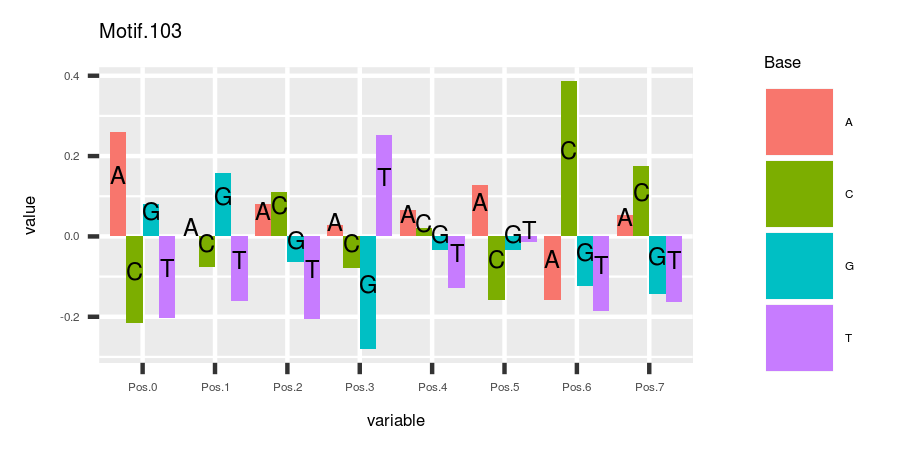 Motif.103
Base
0.4
0.2
0.0
-0.2
value
A C G T
A C G T
A C G T
A C G T
A C G T
A C G T
A C G T
A C G T
Pos.0 Pos.1 Pos.2 Pos.3 Pos.4 Pos.5 Pos.6 Pos.7
variable
A
C
G
T